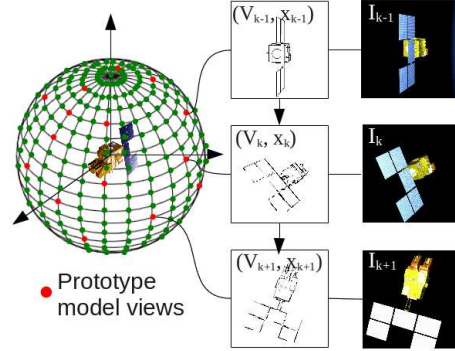 (V_{k-1}, x_{k-1})
I_{k-1}
(V_k, x_k)
I_k
(V_{k+1}, x_{k+1})
I_{k+1}
Prototype
model views